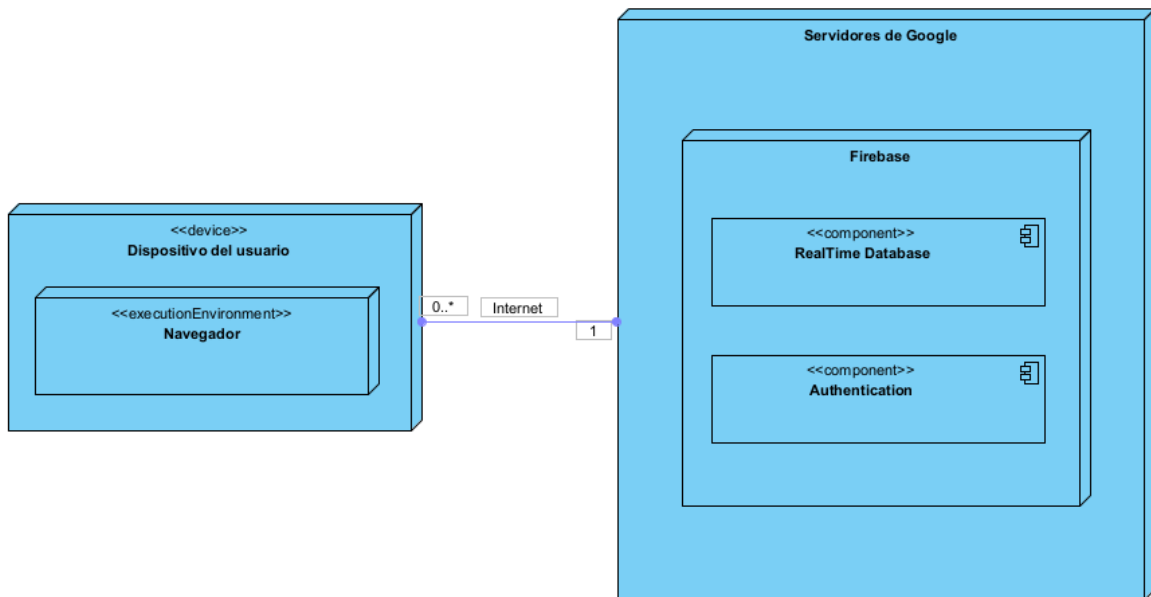 <<device>>
Dispositivo del usuario
<<executionEnvironment>>
Navegador
0..*
Internet
1
Servidores de Google
Firebase
<<component>>
RealTime Database
<<component>>
Authentication